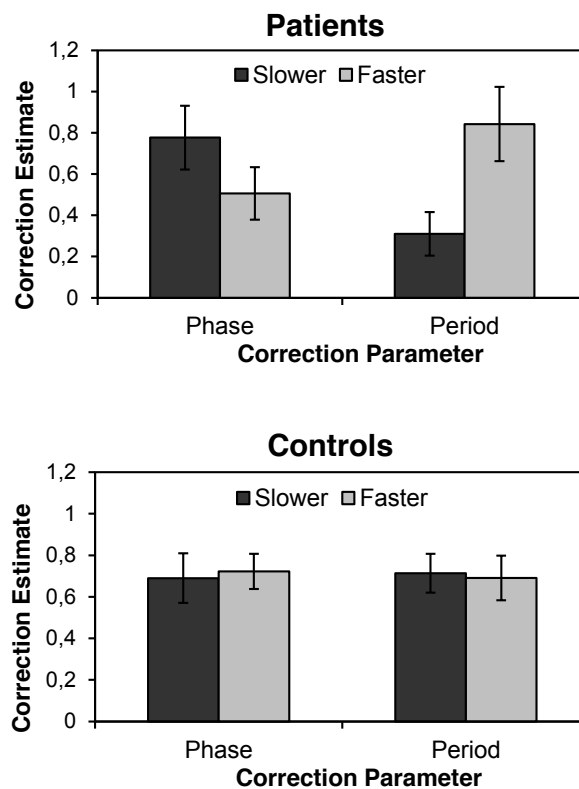 Patients
1,2
1
0,8
0,6
0,4
0,2
0
Correction Estimate
Slower Faster
Phase Period
Correction Parameter
Controls
1,2
1
0,8
0,6
0,4
0,2
0
Correction Estimate
Slower Faster
Phase Period
Correction Parameter